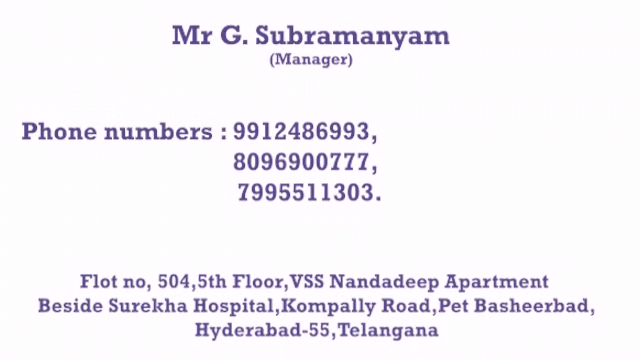 Mr G. Subramanyam
(Manager)
Phone numbers : 9912486993,
8096900777,
7995511303.
Flot no, 504,5th Floor,VSS Nandadeep Apartment
Beside Surekha Hospital,Kompally Road,Pet Basheerbad,
Hyderabad-55,Telangana